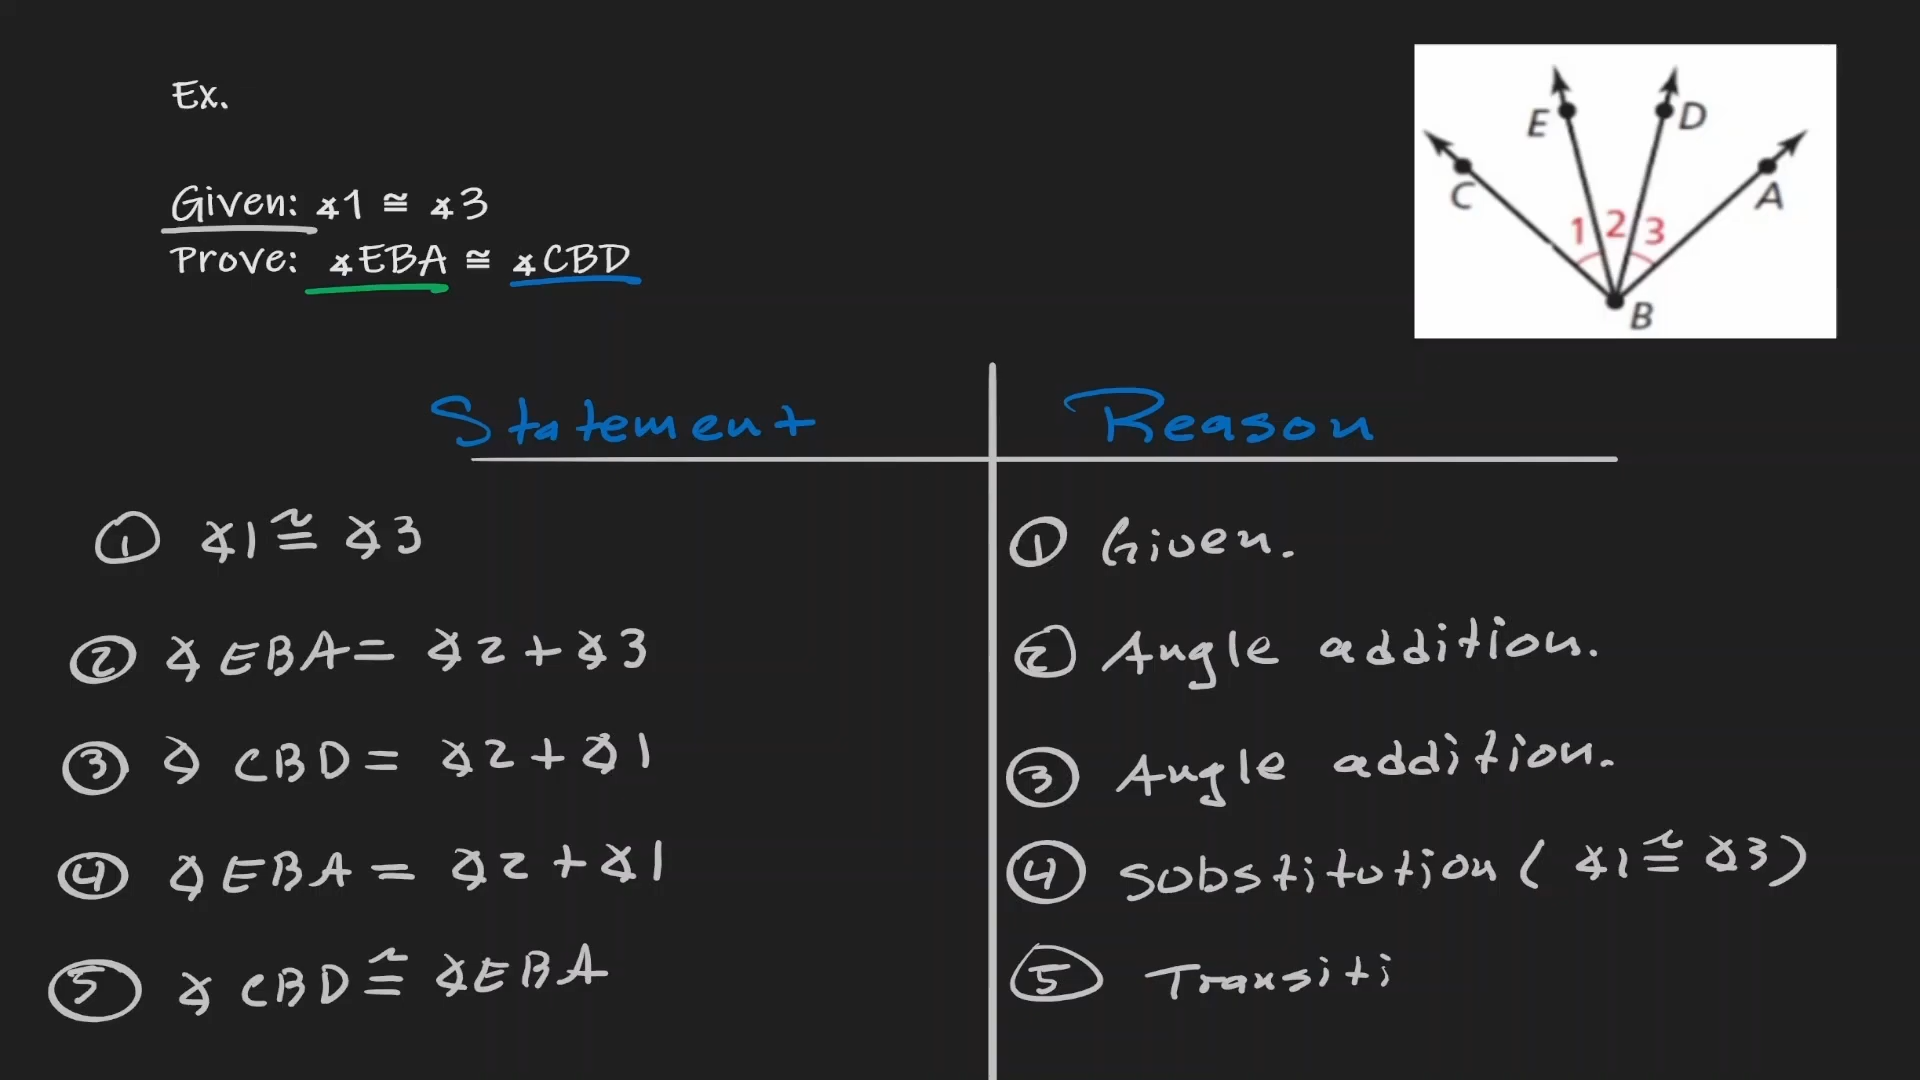 Ex.
Given: ∡1 ≅ ∡3
Prove: ∡EBA ≅ ∡CBD
E
D
C
A
1 2 3
B
Statement
Reason
① ∡1 ≅ ∡3
① Given.
② ∡EBA = ∡2 + ∡3
② Angle addition.
③ ∡CBD = ∡2 + ∡1
③ Angle addition.
④ ∡EBA = ∡2 + ∡1
④ Sobstitution ( ∡1 ≅ ∡3)
⑤ ∡CBD ≅ ∡EBA
⑤ Transiti